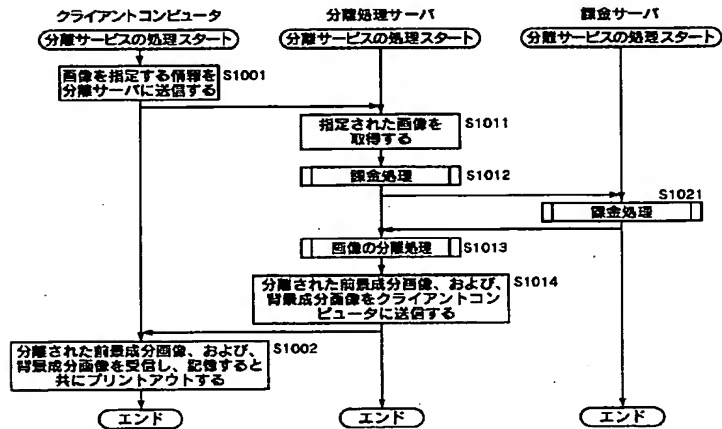 クライアントコンピュータ
分離サービスの処理スタート
画像を指定する情報を
分離サーバに送信する
S1001
分離処理サーバ
分離サービスの処理スタート
課金サーバ
分離サービスの処理スタート
指定された画像を
取得する
S1011
課金処理
S1012
S1021
課金処理
画像の分離処理
S1013
分離された前景成分画像、および、
背景成分画像をクライアントコン
ピュータに送信する
S1014
分離された前景成分画像、および、
背景成分画像を受信し、記憶すると
共にプリントアウトする
S1002
エンド
エンド
エンド